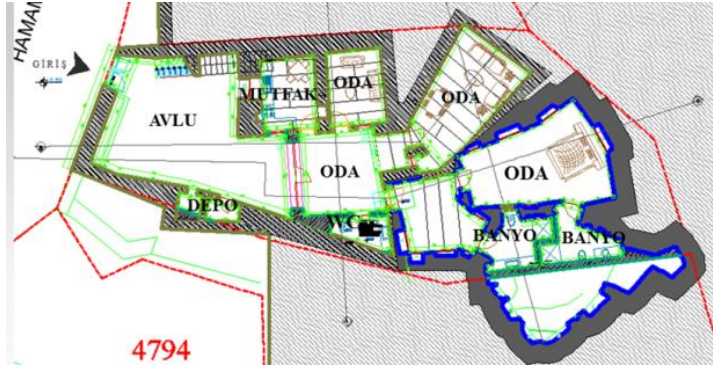 HAMAM
GİRİŞ
AVLU
MUTFAK
ODA
ODA
ODA
ODA
DEPO
WC
BANYO
BANYO
4794